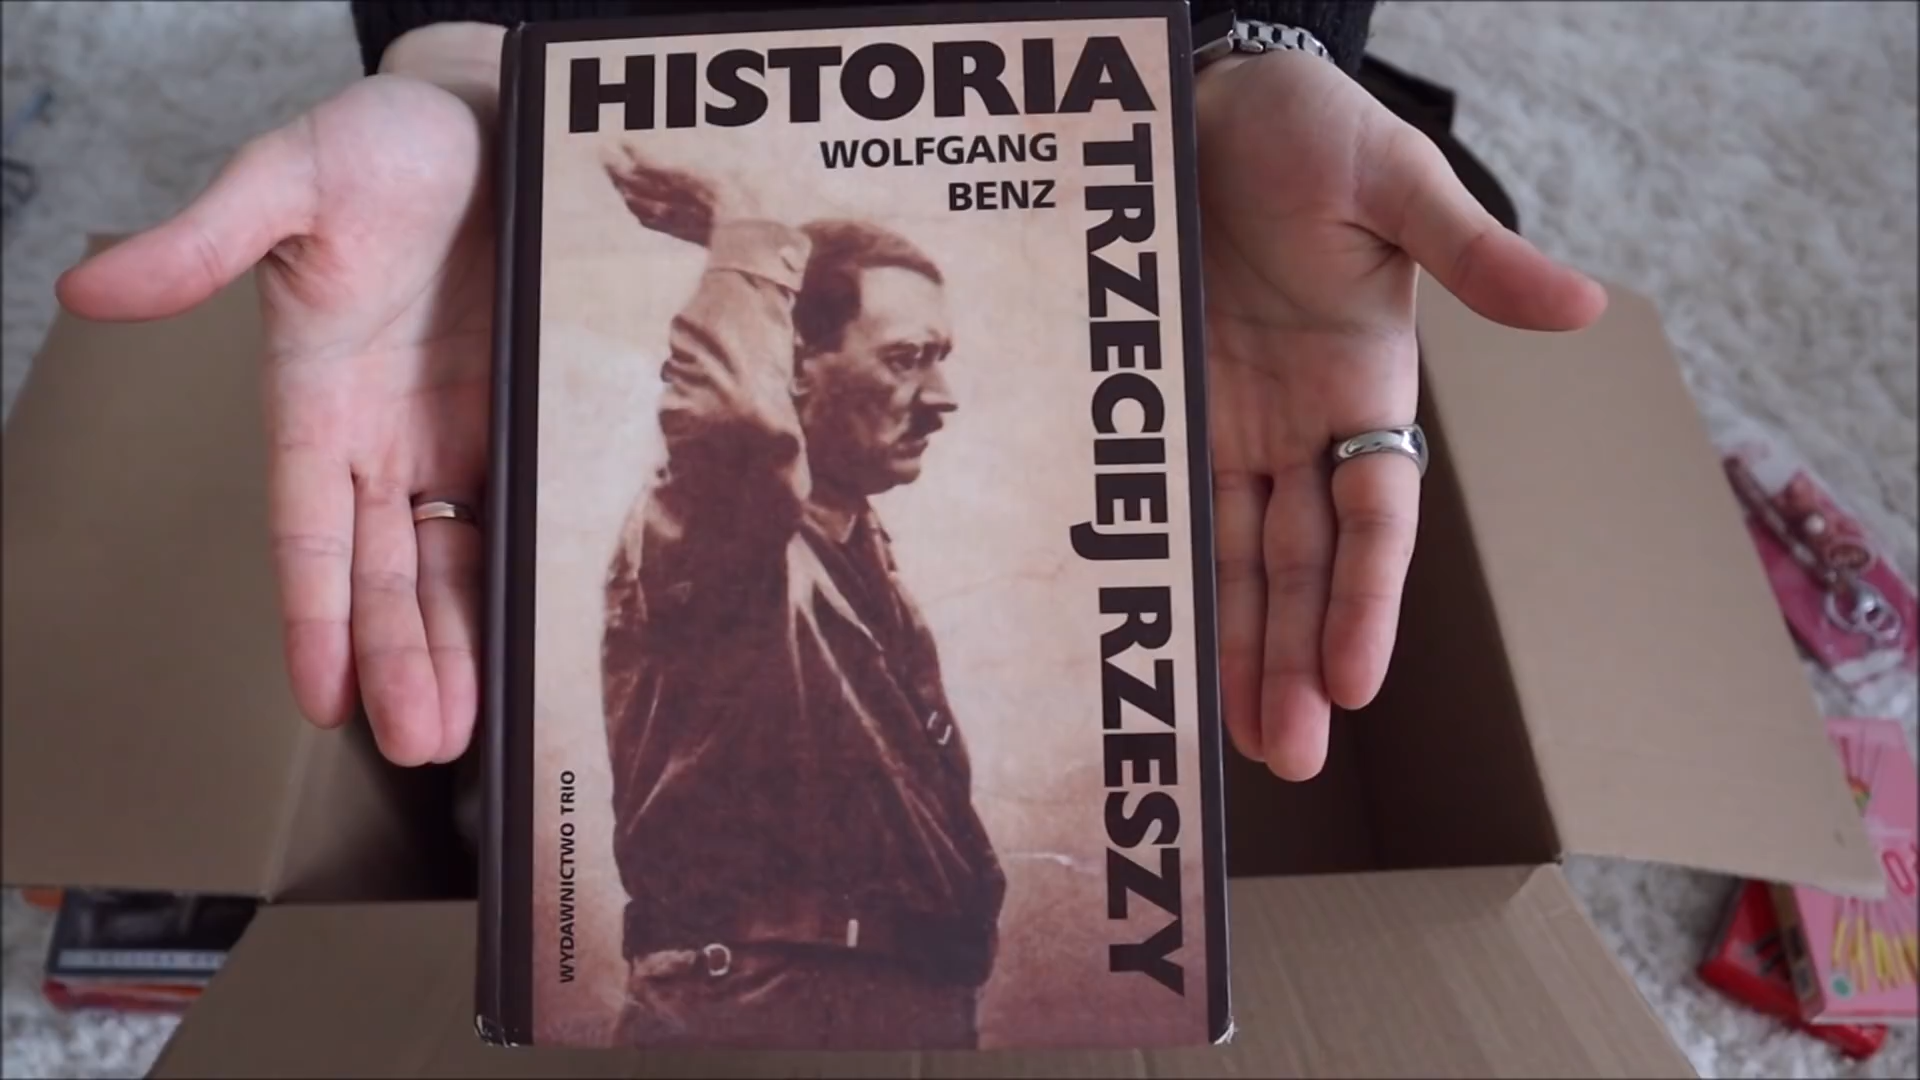 HISTORIA
WOLFGANG
BENZ
TRZECIEJ RZESZY
WYDAWNICTWO TRIO